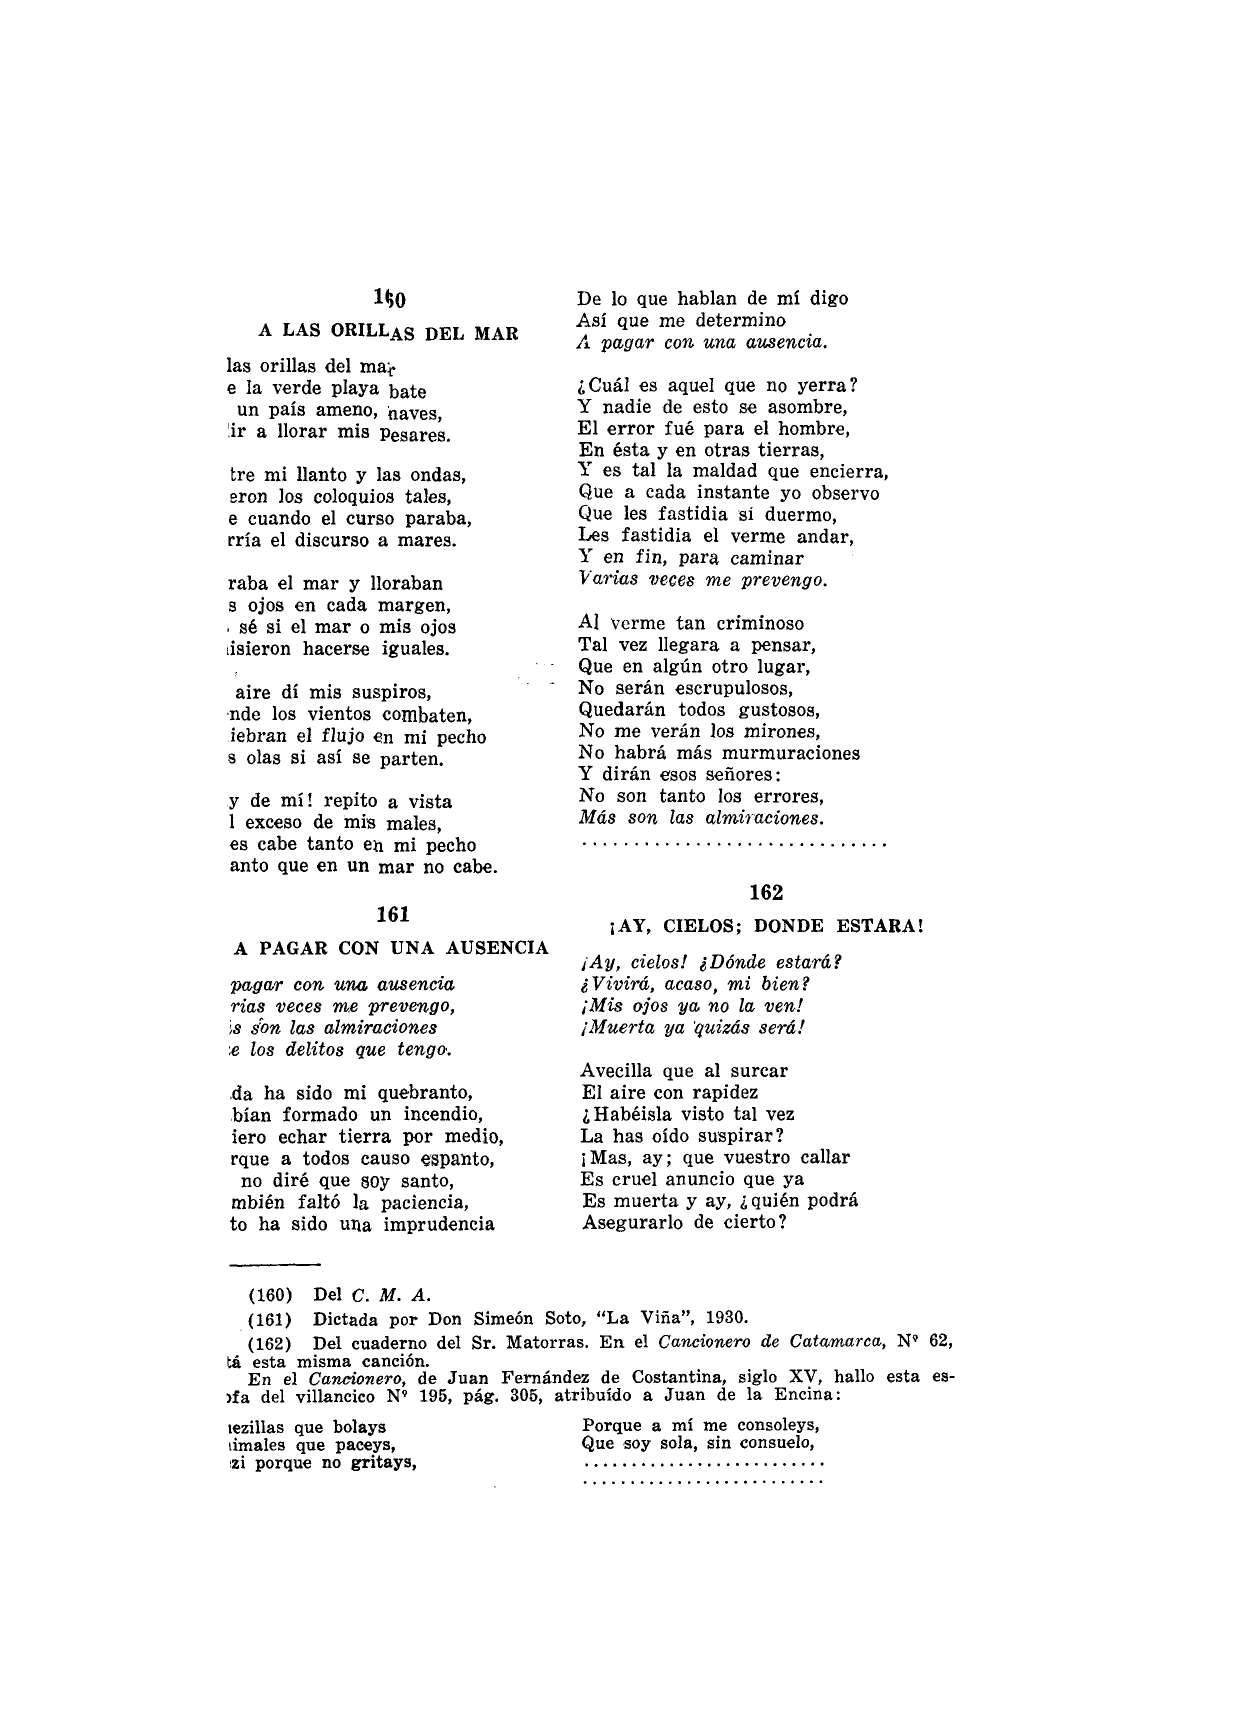 160
A LAS ORILLAS DEL MAR
las orillas del mar
e la verde playa bate
un país ameno, naves,
ir a llorar mis pesares.
tre mi llanto y las ondas,
eron los coloquios tales,
e cuando el curso paraba,
rría el discurso a mares.
raba el mar y lloraban
s ojos en cada margen,
sé si el mar o mis ojos
isieron hacerse iguales.
aire dí mis suspiros,
nde los vientos combaten,
iebran el flujo en mi pecho
s olas si así se parten.
y de mí! repito a vista
l exceso de mis males,
es cabe tanto en mi pecho
anto que en un mar no cabe.
161
A PAGAR CON UNA AUSENCIA
pagar con una ausencia
rias veces me prevengo,
s son las almiraciones
e los delitos que tengo.
da ha sido mi quebranto,
bían formado un incendio,
iero echar tierra por medio,
rque a todos causo espanto,
no diré que soy santo,
mbién faltó la paciencia,
to ha sido una imprudencia
De lo que hablan de mí digo
Así que me determino
A pagar con una ausencia.
¿Cuál es aquel que no yerra?
Y nadie de esto se asombre,
El error fué para el hombre,
En ésta y en otras tierras,
Y es tal la maldad que encierra,
Que a cada instante yo observo
Que les fastidia si duermo,
Les fastidia el verme andar,
Y en fin, para caminar
Varias veces me prevengo.
Al verme tan criminoso
Tal vez llegara a pensar,
Que en algún otro lugar,
No serán escrupulosos,
Quedarán todos gustosos,
No me verán los mirones,
No habrá más murmuraciones
Y dirán esos señores:
No son tanto los errores,
Más son las almiraciones.
..............................
162
¡AY, CIELOS; DONDE ESTARA!
¡Ay, cielos! ¿Dónde estará?
¿Vivirá, acaso, mi bien?
¡Mis ojos ya no la ven!
¡Muerta ya quizás será!
Avecilla que al surcar
El aire con rapidez
¿Habéisla visto tal vez
La has oído suspirar?
¡Mas, ay; que vuestro callar
Es cruel anuncio que ya
Es muerta y ay, ¿quién podrá
Asegurarlo de cierto?
(160) Del C. M. A.
(161) Dictada por Don Simeón Soto, “La Viña”, 1930.
(162) Del cuaderno del Sr. Matorras. En el Cancionero de Catamarca, Nº 62,
tá esta misma canción.
En el Cancionero, de Juan Fernández de Costantina, siglo XV, hallo esta es-
ofa del villancico Nº 195, pág. 305, atribuído a Juan de la Encina:
ezillas que bolays
imales que paceys,
zi porque no gritays,
Porque a mí me consoleys,
Que soy sola, sin consuelo,
.........................
.........................